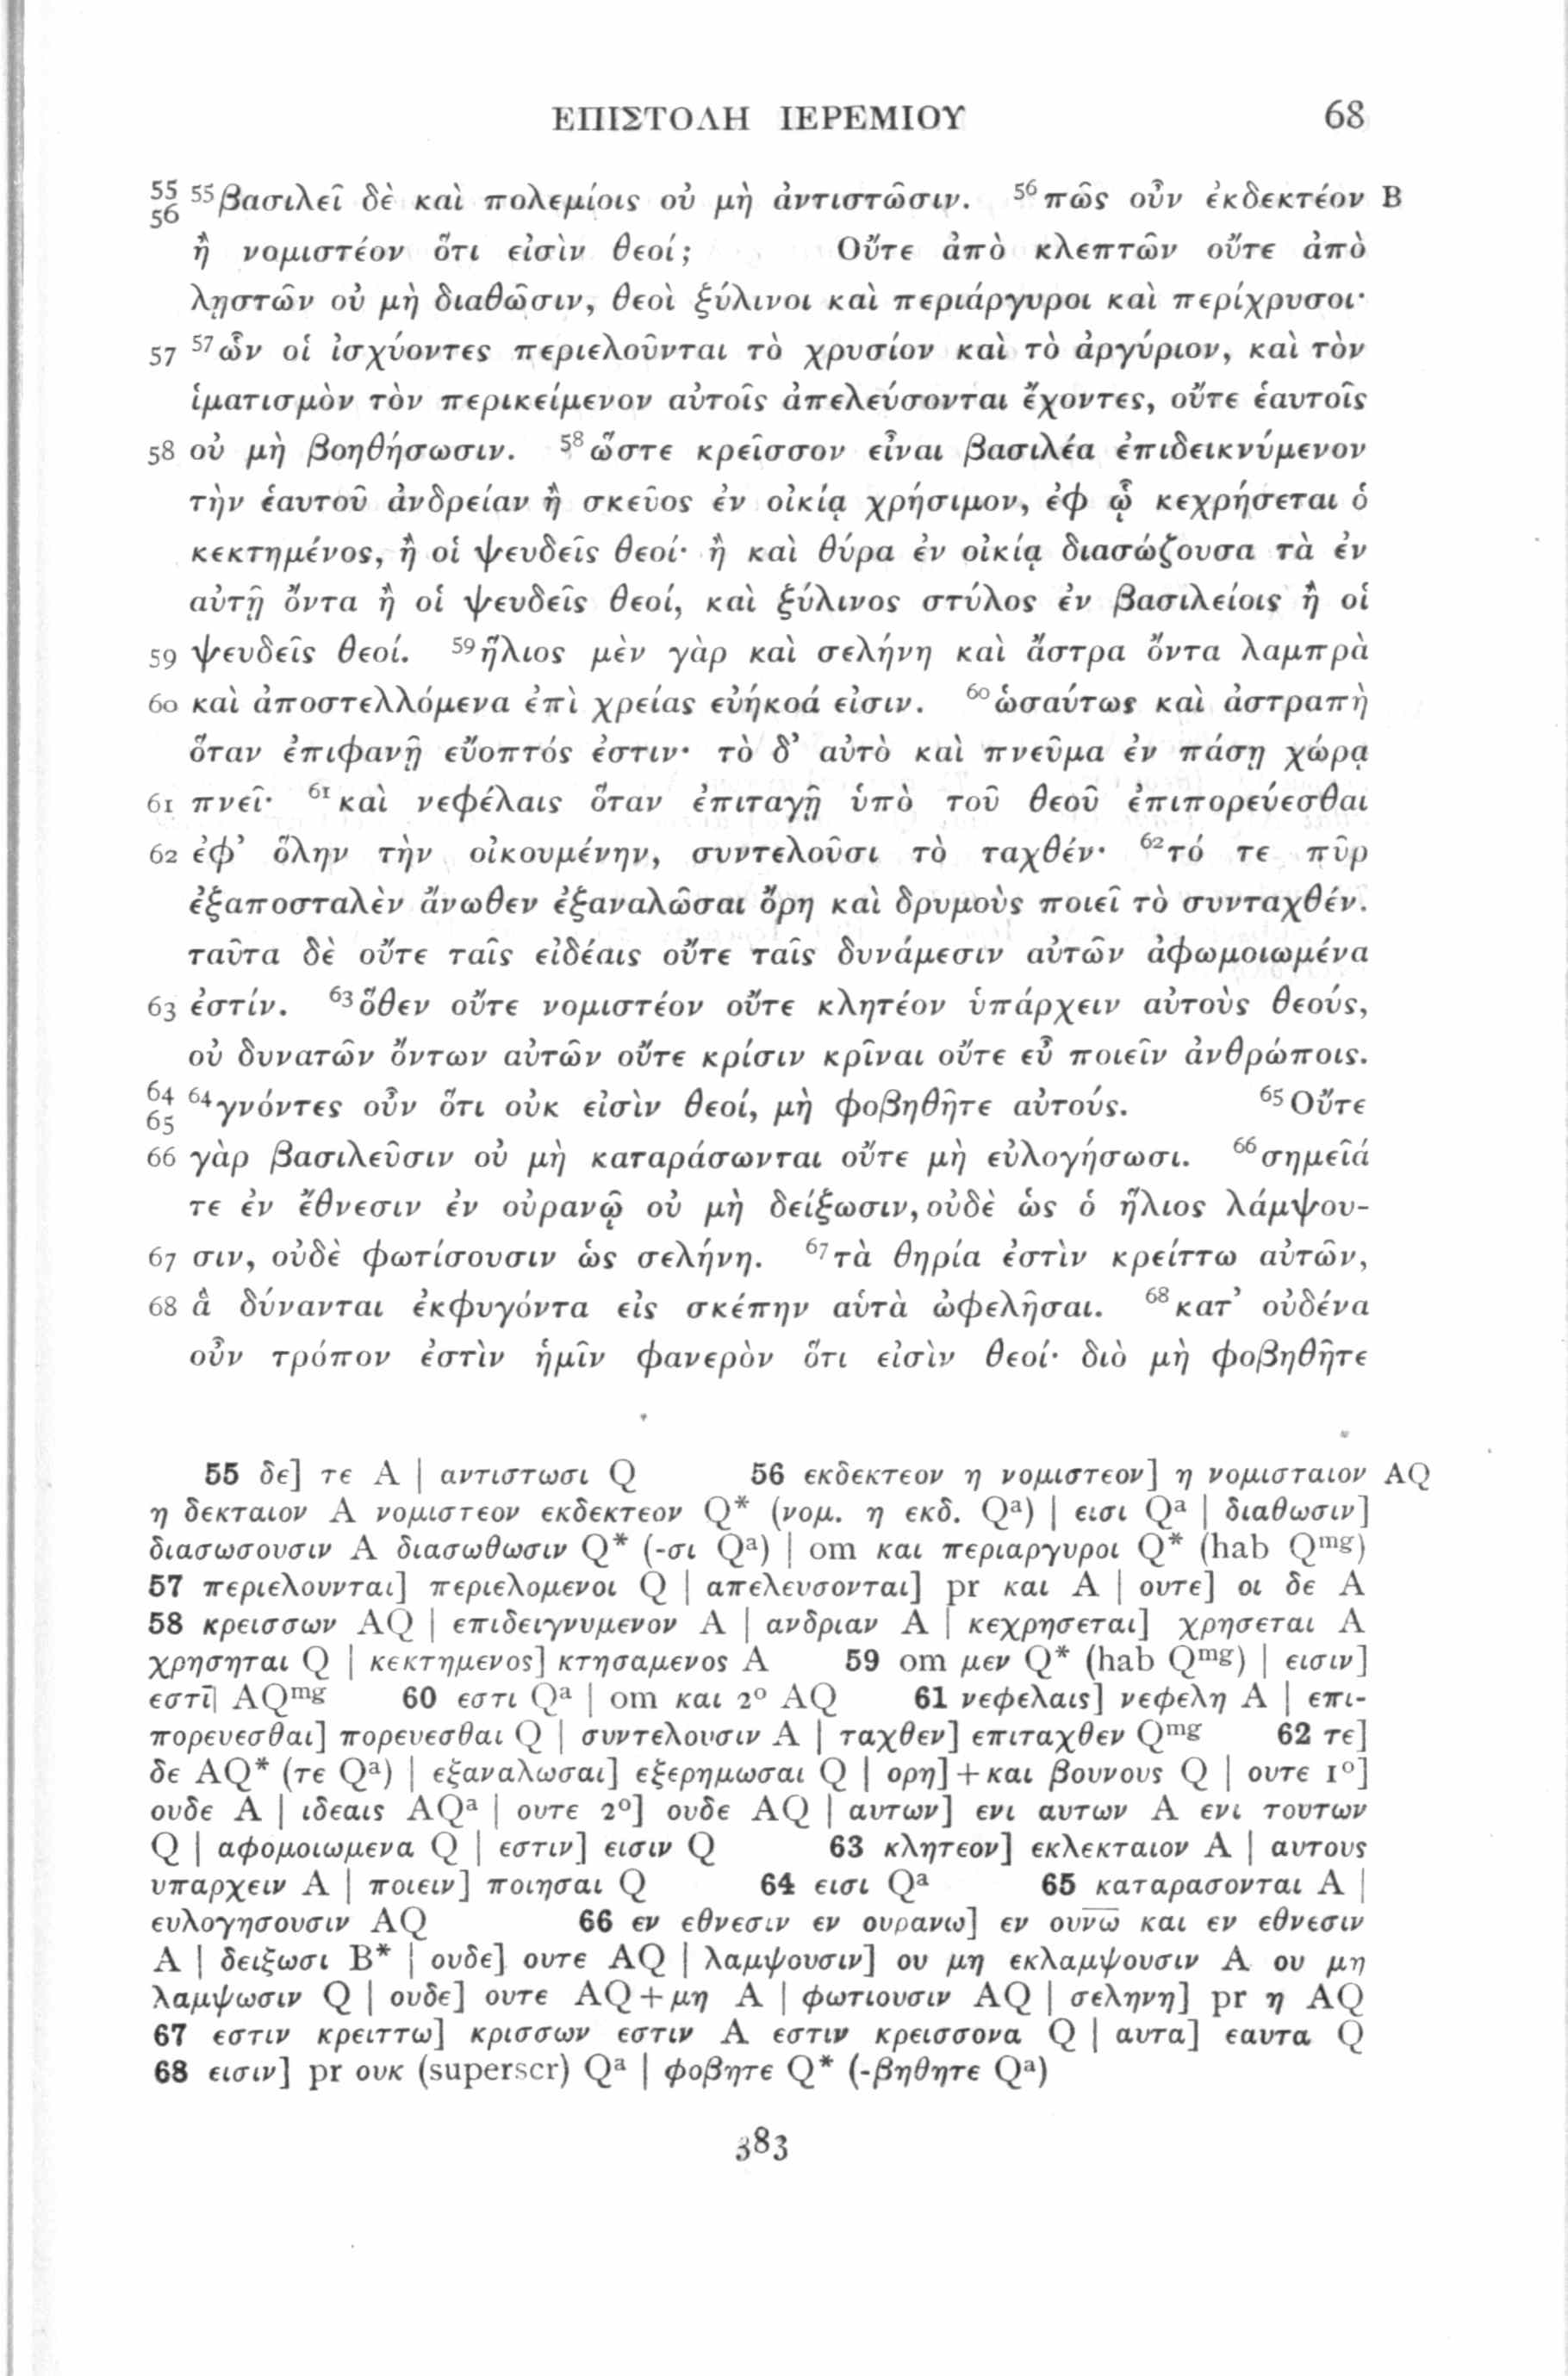 ΕΠΙΣΤΟΛΗ ΙΕΡΕΜΙΟΥ 68
55 56 ⁵⁵βασιλεῖ δὲ καὶ πολεμίοις οὐ μὴ ἀντιστῶσιν. ⁵⁶πῶς οὖν ἐκδεκτέον B
ἢ νομιστέον ὅτι εἰσὶν θεοί; Οὔτε ἀπὸ κλεπτῶν οὔτε ἀπὸ
λῃστῶν οὐ μὴ διαθῶσιν, θεοὶ ξύλινοι καὶ περιάργυροι καὶ περίχρυσοι·
57 ⁵⁷ὧν οἱ ἰσχύοντες περιελοῦνται τὸ χρυσίον καὶ τὸ ἀργύριον, καὶ τὸν
ἱματισμὸν τὸν περικείμενον αὐτοῖς ἀπελεύσονται ἔχοντες, οὔτε ἑαυτοῖς
58 οὐ μὴ βοηθήσωσιν. ⁵⁸ὥστε κρεῖσσον εἶναι βασιλέα ἐπιδεικνύμενον
τὴν ἑαυτοῦ ἀνδρείαν ἢ σκεῦος ἐν οἰκίᾳ χρήσιμον, ἐφ ᾧ κεχρήσεται ὁ
κεκτημένος, ἢ οἱ ψευδεῖς θεοί· ἢ καὶ θύρα ἐν οἰκίᾳ διασώζουσα τὰ ἐν
αὐτῇ ὄντα ἢ οἱ ψευδεῖς θεοί, καὶ ξύλινος στύλος ἐν βασιλείοις ἢ οἱ
59 ψευδεῖς θεοί. ⁵⁹ἥλιος μὲν γὰρ καὶ σελήνη καὶ ἄστρα ὄντα λαμπρὰ
60 καὶ ἀποστελλόμενα ἐπὶ χρείας εὐήκοά εἰσιν. ⁶⁰ὡσαύτως καὶ ἀστραπὴ
ὅταν ἐπιφανῇ εὔοπτός ἐστιν· τὸ δ’ αὐτὸ καὶ πνεῦμα ἐν πάσῃ χώρᾳ
61 πνεῖ· ⁶¹καὶ νεφέλαις ὅταν ἐπιταγῇ ὑπὸ τοῦ θεοῦ ἐπιπορεύεσθαι
62 ἐφ’ ὅλην τὴν οἰκουμένην, συντελοῦσι τὸ ταχθέν· ⁶²τό τε πῦρ
ἐξαποσταλὲν ἄνωθεν ἐξαναλῶσαι ὄρη καὶ δρυμοὺς ποιεῖ τὸ συνταχθέν.
ταῦτα δὲ οὔτε ταῖς εἰδέαις οὔτε ταῖς δυνάμεσιν αὐτῶν ἀφωμοιωμένα
63 ἐστίν. ⁶³ὅθεν οὔτε νομιστέον οὔτε κλητέον ὑπάρχειν αὐτοὺς θεούς,
οὐ δυνατῶν ὄντων αὐτῶν οὔτε κρίσιν κρῖναι οὔτε εὖ ποιεῖν ἀνθρώποις.
64 65 ⁶⁴γνόντες οὖν ὅτι οὐκ εἰσὶν θεοί, μὴ φοβηθῆτε αὐτούς. ⁶⁵Οὔτε
66 γὰρ βασιλεῦσιν οὐ μὴ καταράσωνται οὔτε μὴ εὐλογήσωσι. ⁶⁶σημεῖά
τε ἐν ἔθνεσιν ἐν οὐρανῷ οὐ μὴ δείξωσιν, οὐδὲ ὡς ὁ ἥλιος λάμψου-
67 σιν, οὐδὲ φωτίσουσιν ὡς σελήνη. ⁶⁷τὰ θηρία ἐστὶν κρείττω αὐτῶν,
68 ἃ δύνανται ἐκφυγόντα εἰς σκέπην αὑτὰ ὠφελῆσαι. ⁶⁸κατ’ οὐδένα
οὖν τρόπον ἐστὶν ἡμῖν φανερὸν ὅτι εἰσὶν θεοί· διὸ μὴ φοβηθῆτε
55 δε] τε A | αντιστωσι Q 56 εκδεκτεον η νομιστεον] η νομισταιον AQ
η δεκταιον A νομιστεον εκδεκτεον Q* (νομ. η εκδ. Qᵃ) | εισι Qᵃ | διαθωσιν]
διασωσουσιν A διασωθωσιν Q* (-σι Qᵃ) | om και περιαργυροι Q* (hab Qᵐᵍ)
57 περιελουνται] περιελομενοι Q | απελευσονται] pr και A | ουτε] οι δε A
58 κρεισσων AQ | επιδειγνυμενον A | ανδριαν A | κεχρησεται] χρησεται A
χρησηται Q | κεκτημενος] κτησαμενος A 59 om μεν Q* (hab Qᵐᵍ) | εισιν]
εστῑ| AQᵐᵍ 60 εστι Qᵃ | om και 2º AQ 61 νεφελαις] νεφελη A | επι-
πορευεσθαι] πορευεσθαι Q | συντελουσιν A | ταχθεν] επιταχθεν Qᵐᵍ 62 τε]
δε AQ* (τε Qᵃ) | εξαναλωσαι] εξερημωσαι Q | ορη]+και βουνους Q | ουτε 1º]
ουδε A | ιδεαις AQᵃ | ουτε 2º] ουδε AQ | αυτων] ενι αυτων A ενι τουτων
Q | αφομοιωμενα Q | εστιν] εισιν Q 63 κλητεον] εκλεκταιον A | αυτους
υπαρχειν A | ποιειν] ποιησαι Q 64 εισι Qᵃ 65 καταρασονται A |
ευλογησουσιν AQ 66 εν εθνεσιν εν ουρανω] εν ουν̅ω̅ και εν εθνεσιν
A | δειξωσι B* | ουδε] ουτε AQ | λαμψουσιν] ου μη εκλαμψουσιν A ου μη
λαμψωσιν Q | ουδε] ουτε AQ+μη A | φωτιουσιν AQ | σεληνη] pr η AQ
67 εστιν κρειττω] κρισσων εστιν A εστιν κρεισσονα Q | αυτα] εαυτα Q
68 εισιν] pr ουκ (superscr) Qᵃ | φοβητε Q* (-βηθητε Qᵃ)
383